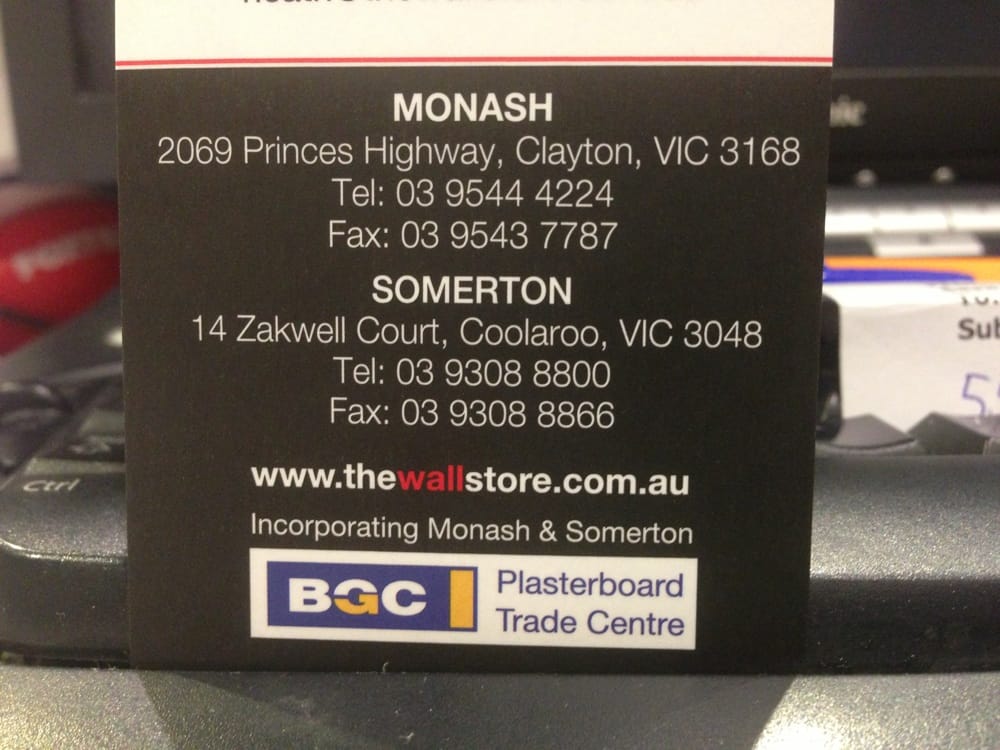 MONASH
2069 Princes Highway, Clayton, VIC 3168
Tel: 03 9544 4224
Fax: 03 9543 7787
SOMERTON
14 Zakwell Court, Coolaroo, VIC 3048
Tel: 03 9308 8800
Fax: 03 9308 8866
www.thewallstore.com.au
Incorporating Monash & Somerton
BGC
Plasterboard
Trade Centre
Ctrl